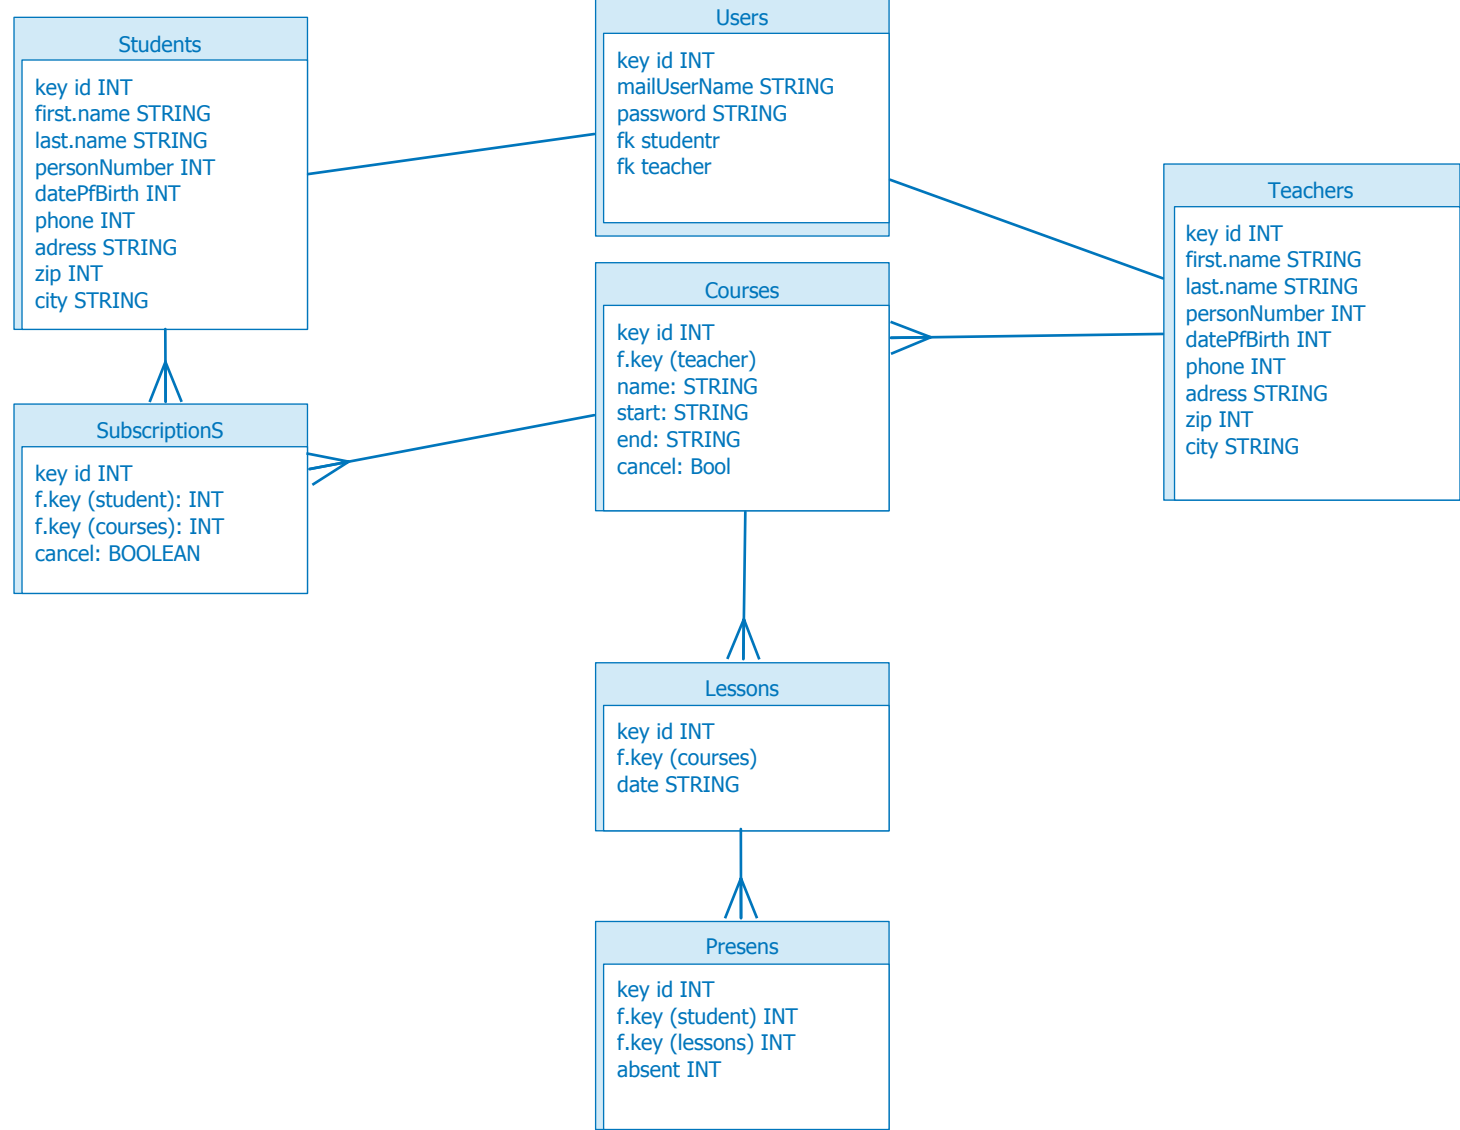 Students
key id INT
first.name STRING
last.name STRING
personNumber INT
datePfBirth INT
phone INT
adress STRING
zip INT
city STRING
Users
key id INT
mailUserName STRING
password STRING
fk studentr
fk teacher
Teachers
key id INT
first.name STRING
last.name STRING
personNumber INT
datePfBirth INT
phone INT
adress STRING
zip INT
city STRING
Courses
key id INT
f.key (teacher)
name: STRING
start: STRING
end: STRING
cancel: Bool
SubscriptionS
key id INT
f.key (student): INT
f.key (courses): INT
cancel: BOOLEAN
Lessons
key id INT
f.key (courses)
date STRING
Presens
key id INT
f.key (student) INT
f.key (lessons) INT
absent INT